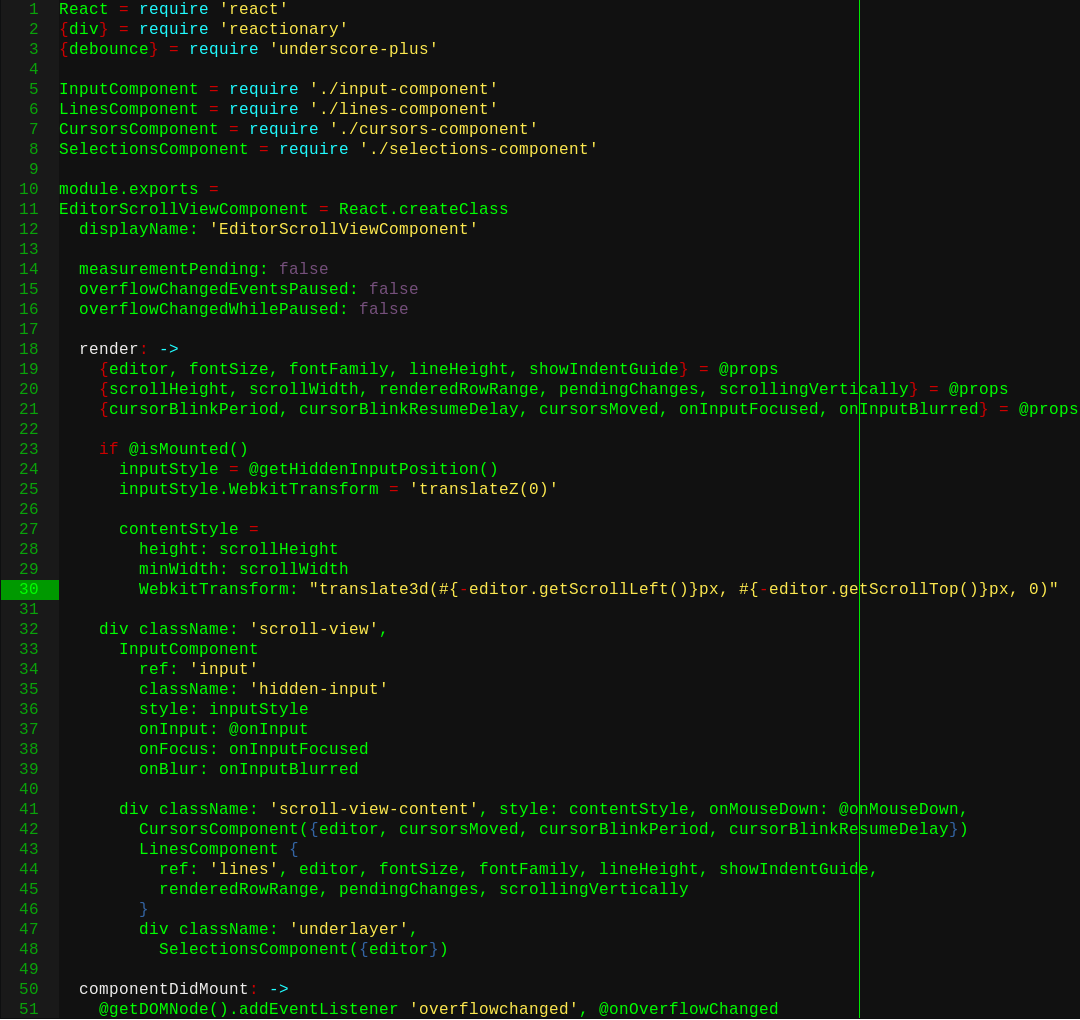 1 React = require 'react'
2 {div} = require 'reactionary'
3 {debounce} = require 'underscore-plus'
4
5 InputComponent = require './input-component'
6 LinesComponent = require './lines-component'
7 CursorsComponent = require './cursors-component'
8 SelectionsComponent = require './selections-component'
9
10 module.exports =
11 EditorScrollViewComponent = React.createClass
12   displayName: 'EditorScrollViewComponent'
13
14   measurementPending: false
15   overflowChangedEventsPaused: false
16   overflowChangedWhilePaused: false
17
18   render: ->
19     {editor, fontSize, fontFamily, lineHeight, showIndentGuide} = @props
20     {scrollHeight, scrollWidth, renderedRowRange, pendingChanges, scrollingVertically} = @props
21     {cursorBlinkPeriod, cursorBlinkResumeDelay, cursorsMoved, onInputFocused, onInputBlurred} = @props
22
23     if @isMounted()
24       inputStyle = @getHiddenInputPosition()
25       inputStyle.WebkitTransform = 'translateZ(0)'
26
27       contentStyle =
28         height: scrollHeight
29         minWidth: scrollWidth
30         WebkitTransform: "translate3d(#{-editor.getScrollLeft()}px, #{-editor.getScrollTop()}px, 0)"
31
32     div className: 'scroll-view',
33       InputComponent
34         ref: 'input'
35         className: 'hidden-input'
36         style: inputStyle
37         onInput: @onInput
38         onFocus: onInputFocused
39         onBlur: onInputBlurred
40
41       div className: 'scroll-view-content', style: contentStyle, onMouseDown: @onMouseDown,
42         CursorsComponent({editor, cursorsMoved, cursorBlinkPeriod, cursorBlinkResumeDelay})
43         LinesComponent {
44           ref: 'lines', editor, fontSize, fontFamily, lineHeight, showIndentGuide,
45           renderedRowRange, pendingChanges, scrollingVertically
46         }
47         div className: 'underlayer',
48           SelectionsComponent({editor})
49
50   componentDidMount: ->
51     @getDOMNode().addEventListener 'overflowchanged', @onOverflowChanged